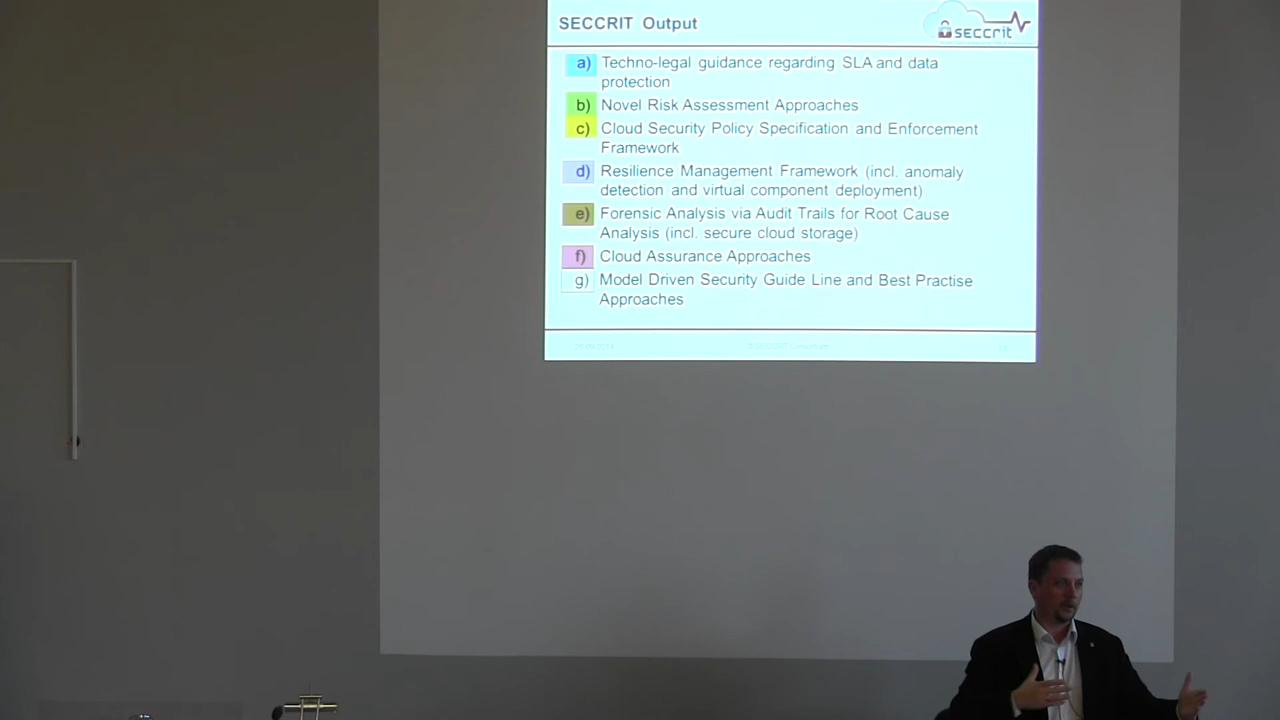 SECCRIT Output
seccrit
a) Techno-legal guidance regarding SLA and data
protection
b) Novel Risk Assessment Approaches
c) Cloud Security Policy Specification and Enforcement
Framework
d) Resilience Management Framework (incl. anomaly
detection and virtual component deployment)
e) Forensic Analysis via Audit Trails for Root Cause
Analysis (incl. secure cloud storage)
f) Cloud Assurance Approaches
g) Model Driven Security Guide Line and Best Practise
Approaches
© SECCRIT Consortium